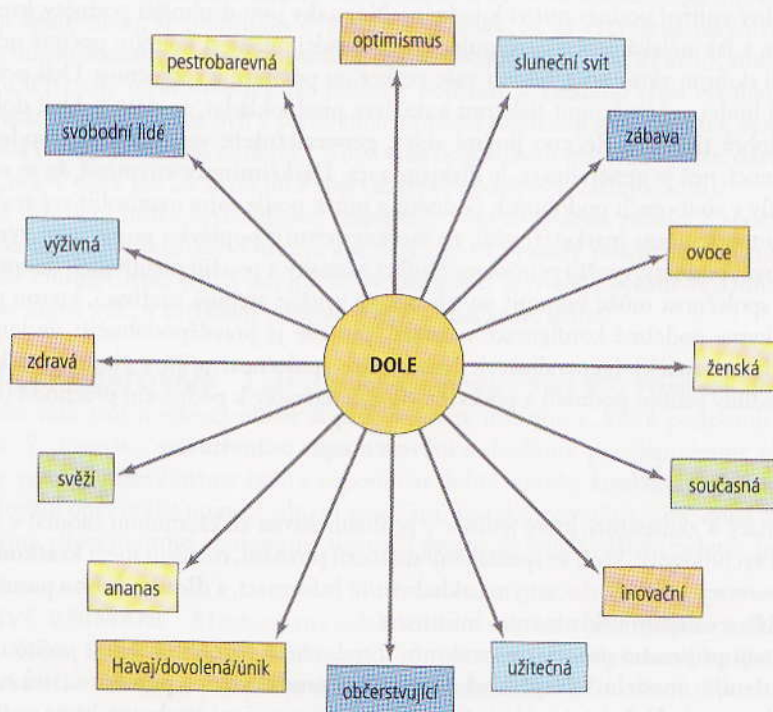 optimismus
pestrobarevná
sluneční svit
svobodní lidé
zábava
výživná
ovoce
DOLE
zdravá
ženská
svěží
současná
ananas
inovační
Havaj/dovolená/únik
užitečná
občerstvující